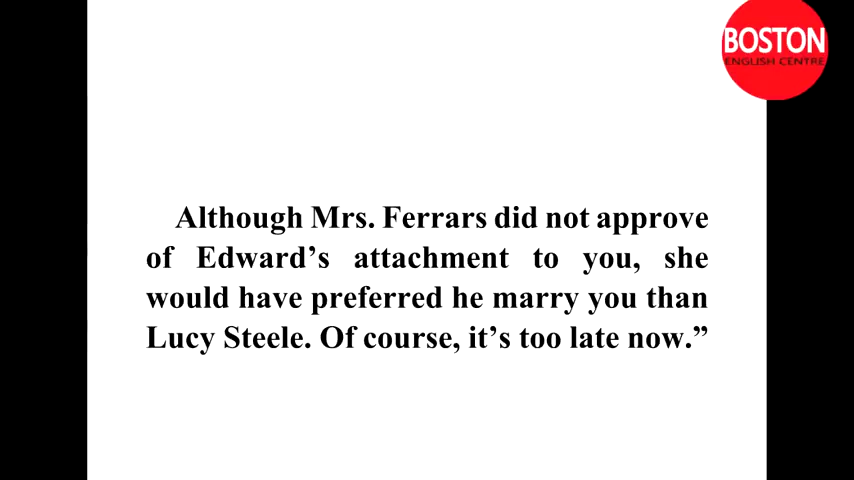 BOSTON
ENGLISH CENTRE
Although Mrs. Ferrars did not approve
of Edward’s attachment to you, she
would have preferred he marry you than
Lucy Steele. Of course, it’s too late now.”